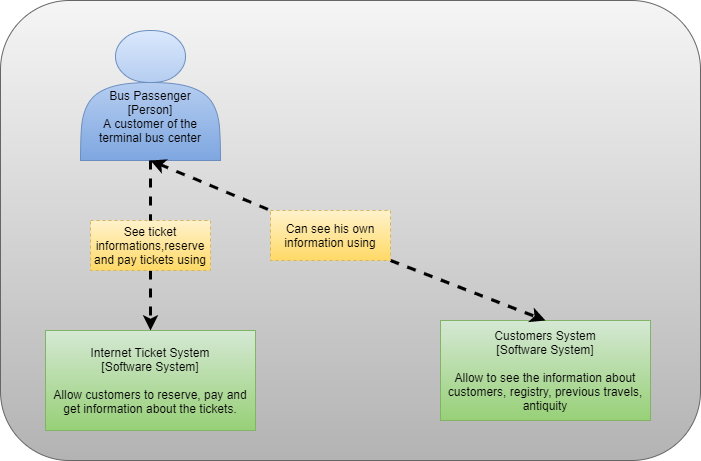 Bus Passenger
[Person]
A customer of the
terminal bus center
See ticket
informations,reserve
and pay tickets using
Can see his own
information using
Internet Ticket System
[Software System]
Allow customers to reserve, pay and
get information about the tickets.
Customers System
[Software System]
Allow to see the information about
customers, registry, previous travels,
antiquity